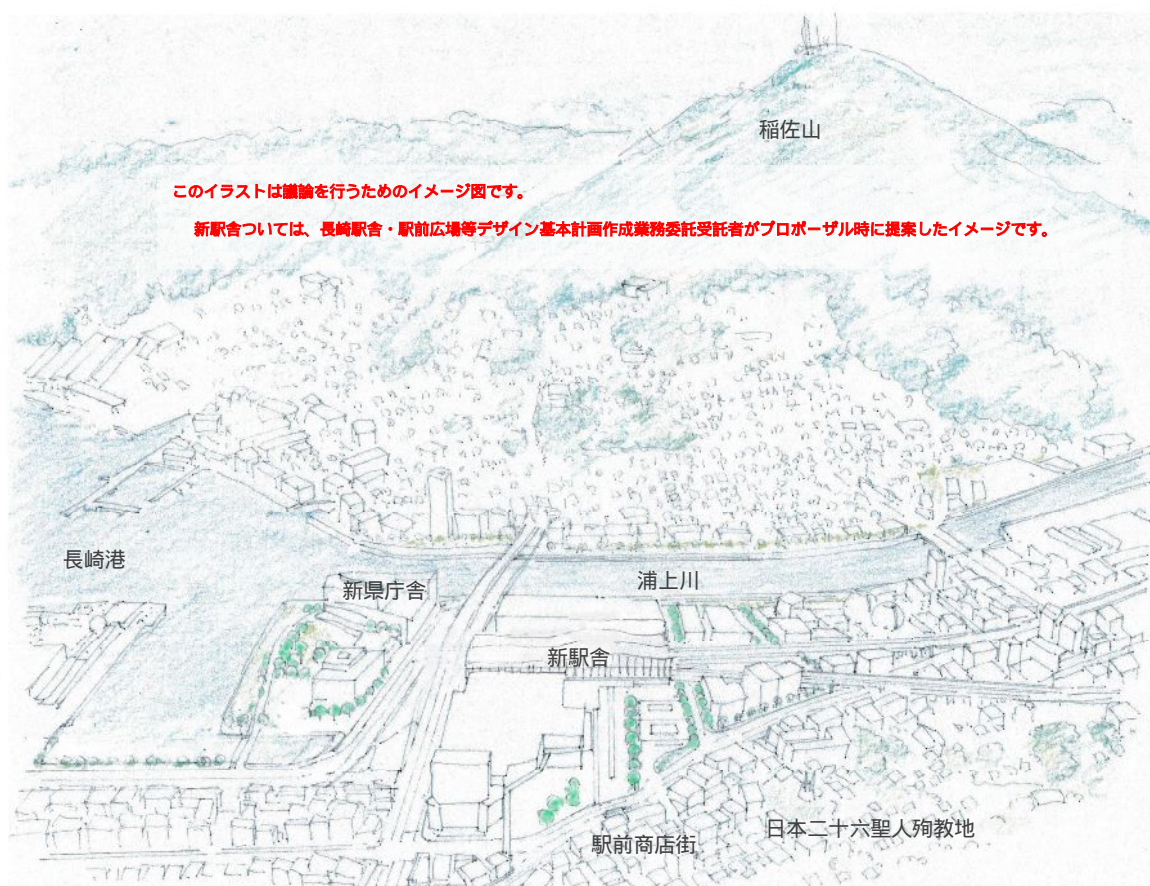 稲佐山
このイラストは議論を行うためのイメージ図です。
新駅舎ついては、長崎駅舎・駅前広場等デザイン基本計画作成業務委託受託者がプロポーザル時に提案したイメージです。
長崎港
新県庁舎
浦上川
新駅舎
駅前商店街
日本二十六聖人殉教地